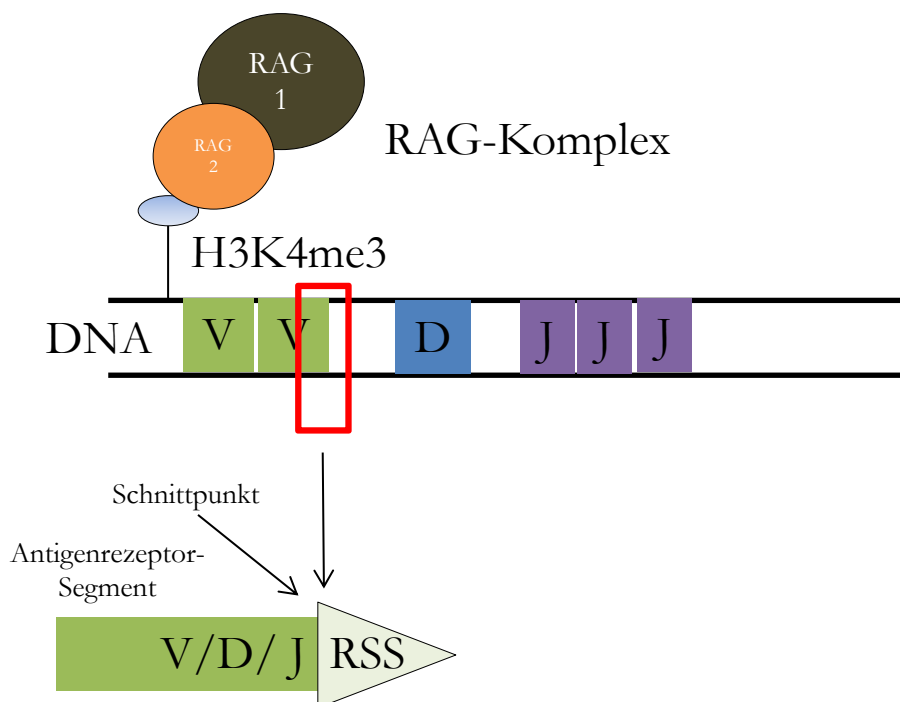 RAG
1
RAG
2
RAG-Komplex
H3K4me3
DNA V V D J J J
Schnittpunkt
Antigenrezeptor-
Segment
V/D/ J RSS